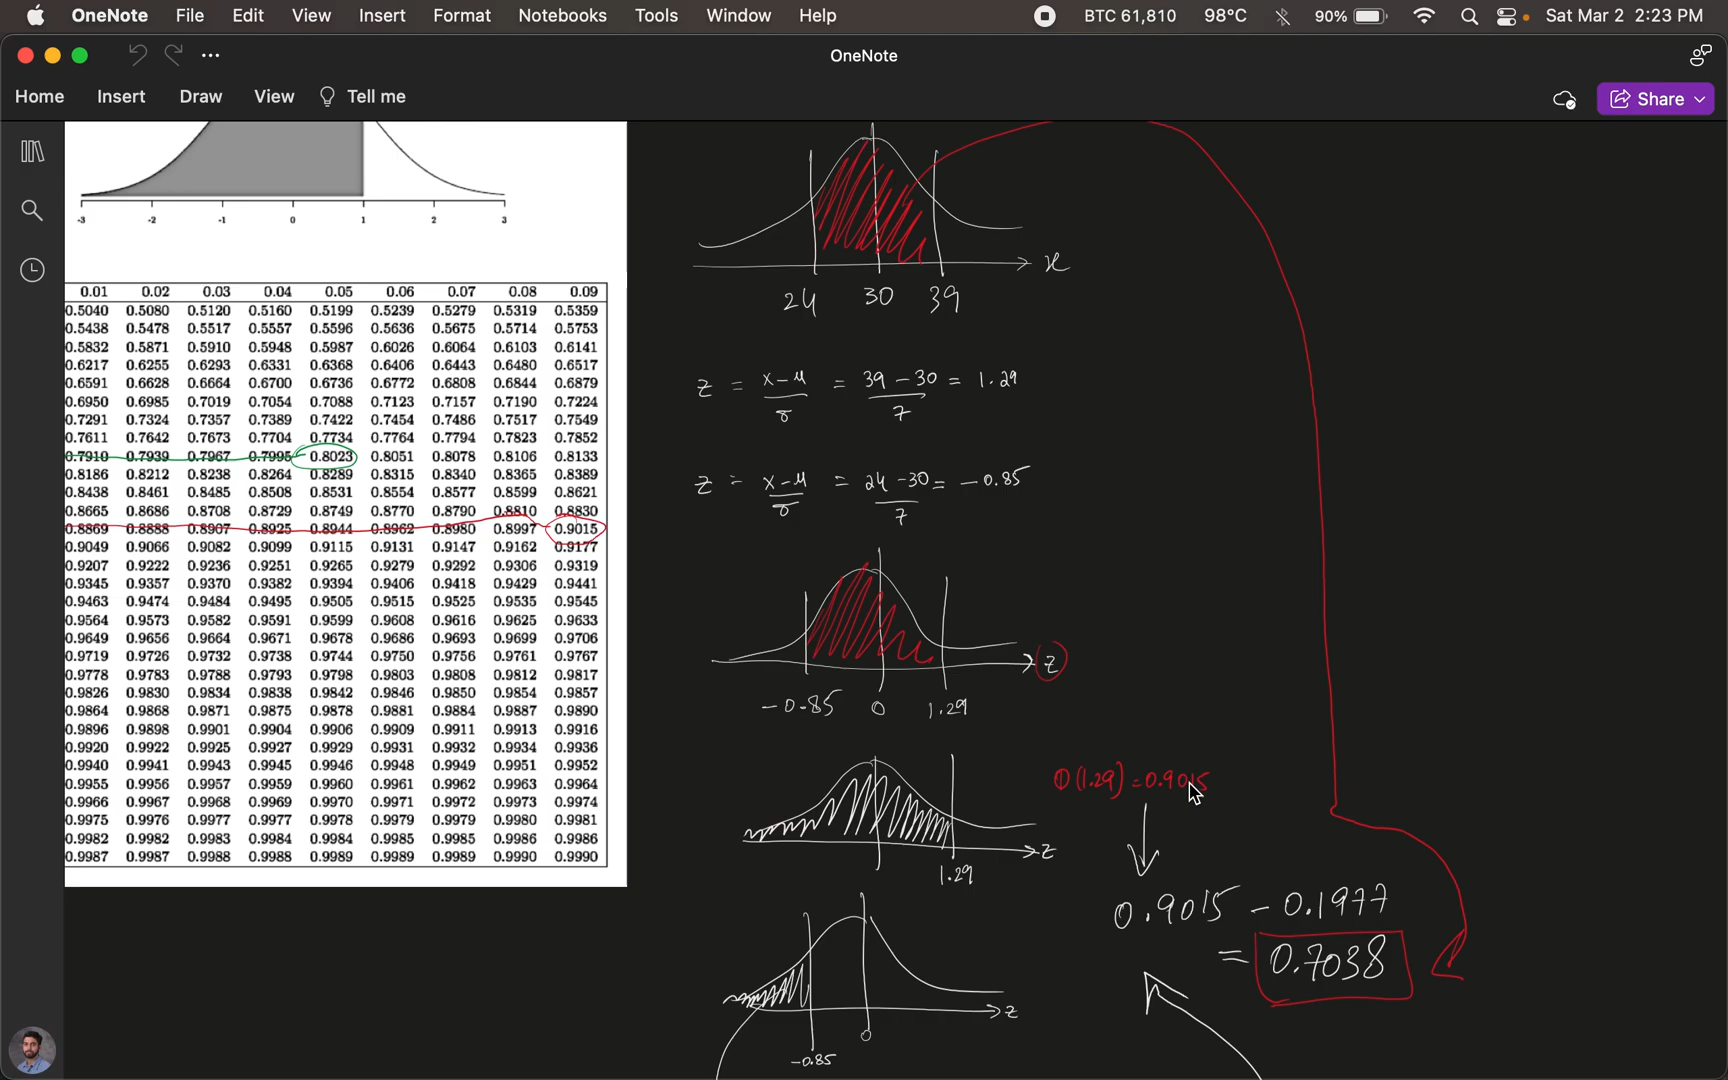 OneNote File Edit View Insert Format Notebooks Tools Window Help BTC 61,810 98°C 90% Sat Mar 2 2:23 PM
OneNote
Home Insert Draw View Tell me Share
-3 -2 -1 0 1 2 3
0.01 0.02 0.03 0.04 0.05 0.06 0.07 0.08 0.09
0.5040 0.5080 0.5120 0.5160 0.5199 0.5239 0.5279 0.5319 0.5359
0.5438 0.5478 0.5517 0.5557 0.5596 0.5636 0.5675 0.5714 0.5753
0.5832 0.5871 0.5910 0.5948 0.5987 0.6026 0.6064 0.6103 0.6141
0.6217 0.6255 0.6293 0.6331 0.6368 0.6406 0.6443 0.6480 0.6517
0.6591 0.6628 0.6664 0.6700 0.6736 0.6772 0.6808 0.6844 0.6879
0.6950 0.6985 0.7019 0.7054 0.7088 0.7123 0.7157 0.7190 0.7224
0.7291 0.7324 0.7357 0.7389 0.7422 0.7454 0.7486 0.7517 0.7549
0.7611 0.7642 0.7673 0.7704 0.7734 0.7764 0.7794 0.7823 0.7852
0.7910 0.7939 0.7967 0.7995 0.8023 0.8051 0.8078 0.8106 0.8133
0.8186 0.8212 0.8238 0.8264 0.8289 0.8315 0.8340 0.8365 0.8389
0.8438 0.8461 0.8485 0.8508 0.8531 0.8554 0.8577 0.8599 0.8621
0.8665 0.8686 0.8708 0.8729 0.8749 0.8770 0.8790 0.8810 0.8830
0.8869 0.8888 0.8907 0.8925 0.8944 0.8962 0.8980 0.8997 0.9015
0.9049 0.9066 0.9082 0.9099 0.9115 0.9131 0.9147 0.9162 0.9177
0.9207 0.9222 0.9236 0.9251 0.9265 0.9279 0.9292 0.9306 0.9319
0.9345 0.9357 0.9370 0.9382 0.9394 0.9406 0.9418 0.9429 0.9441
0.9463 0.9474 0.9484 0.9495 0.9505 0.9515 0.9525 0.9535 0.9545
0.9564 0.9573 0.9582 0.9591 0.9599 0.9608 0.9616 0.9625 0.9633
0.9649 0.9656 0.9664 0.9671 0.9678 0.9686 0.9693 0.9699 0.9706
0.9719 0.9726 0.9732 0.9738 0.9744 0.9750 0.9756 0.9761 0.9767
0.9778 0.9783 0.9788 0.9793 0.9798 0.9803 0.9808 0.9812 0.9817
0.9826 0.9830 0.9834 0.9838 0.9842 0.9846 0.9850 0.9854 0.9857
0.9864 0.9868 0.9871 0.9875 0.9878 0.9881 0.9884 0.9887 0.9890
0.9896 0.9898 0.9901 0.9904 0.9906 0.9909 0.9911 0.9913 0.9916
0.9920 0.9922 0.9925 0.9927 0.9929 0.9931 0.9932 0.9934 0.9936
0.9940 0.9941 0.9943 0.9945 0.9946 0.9948 0.9949 0.9951 0.9952
0.9955 0.9956 0.9957 0.9959 0.9960 0.9961 0.9962 0.9963 0.9964
0.9966 0.9967 0.9968 0.9969 0.9970 0.9971 0.9972 0.9973 0.9974
0.9975 0.9976 0.9977 0.9977 0.9978 0.9979 0.9979 0.9980 0.9981
0.9982 0.9982 0.9983 0.9984 0.9984 0.9985 0.9985 0.9986 0.9986
0.9987 0.9987 0.9988 0.9988 0.9989 0.9989 0.9989 0.9990 0.9990
x
24 30 39
z = x-μ/σ = 39-30/7 = 1.29
z = x-μ/σ = 24-30/7 = -0.85
z
-0.85 0 1.29
Φ(1.29) = 0.9015
z
1.29
0.9015 - 0.1977
= 0.7038
z
0
-0.85